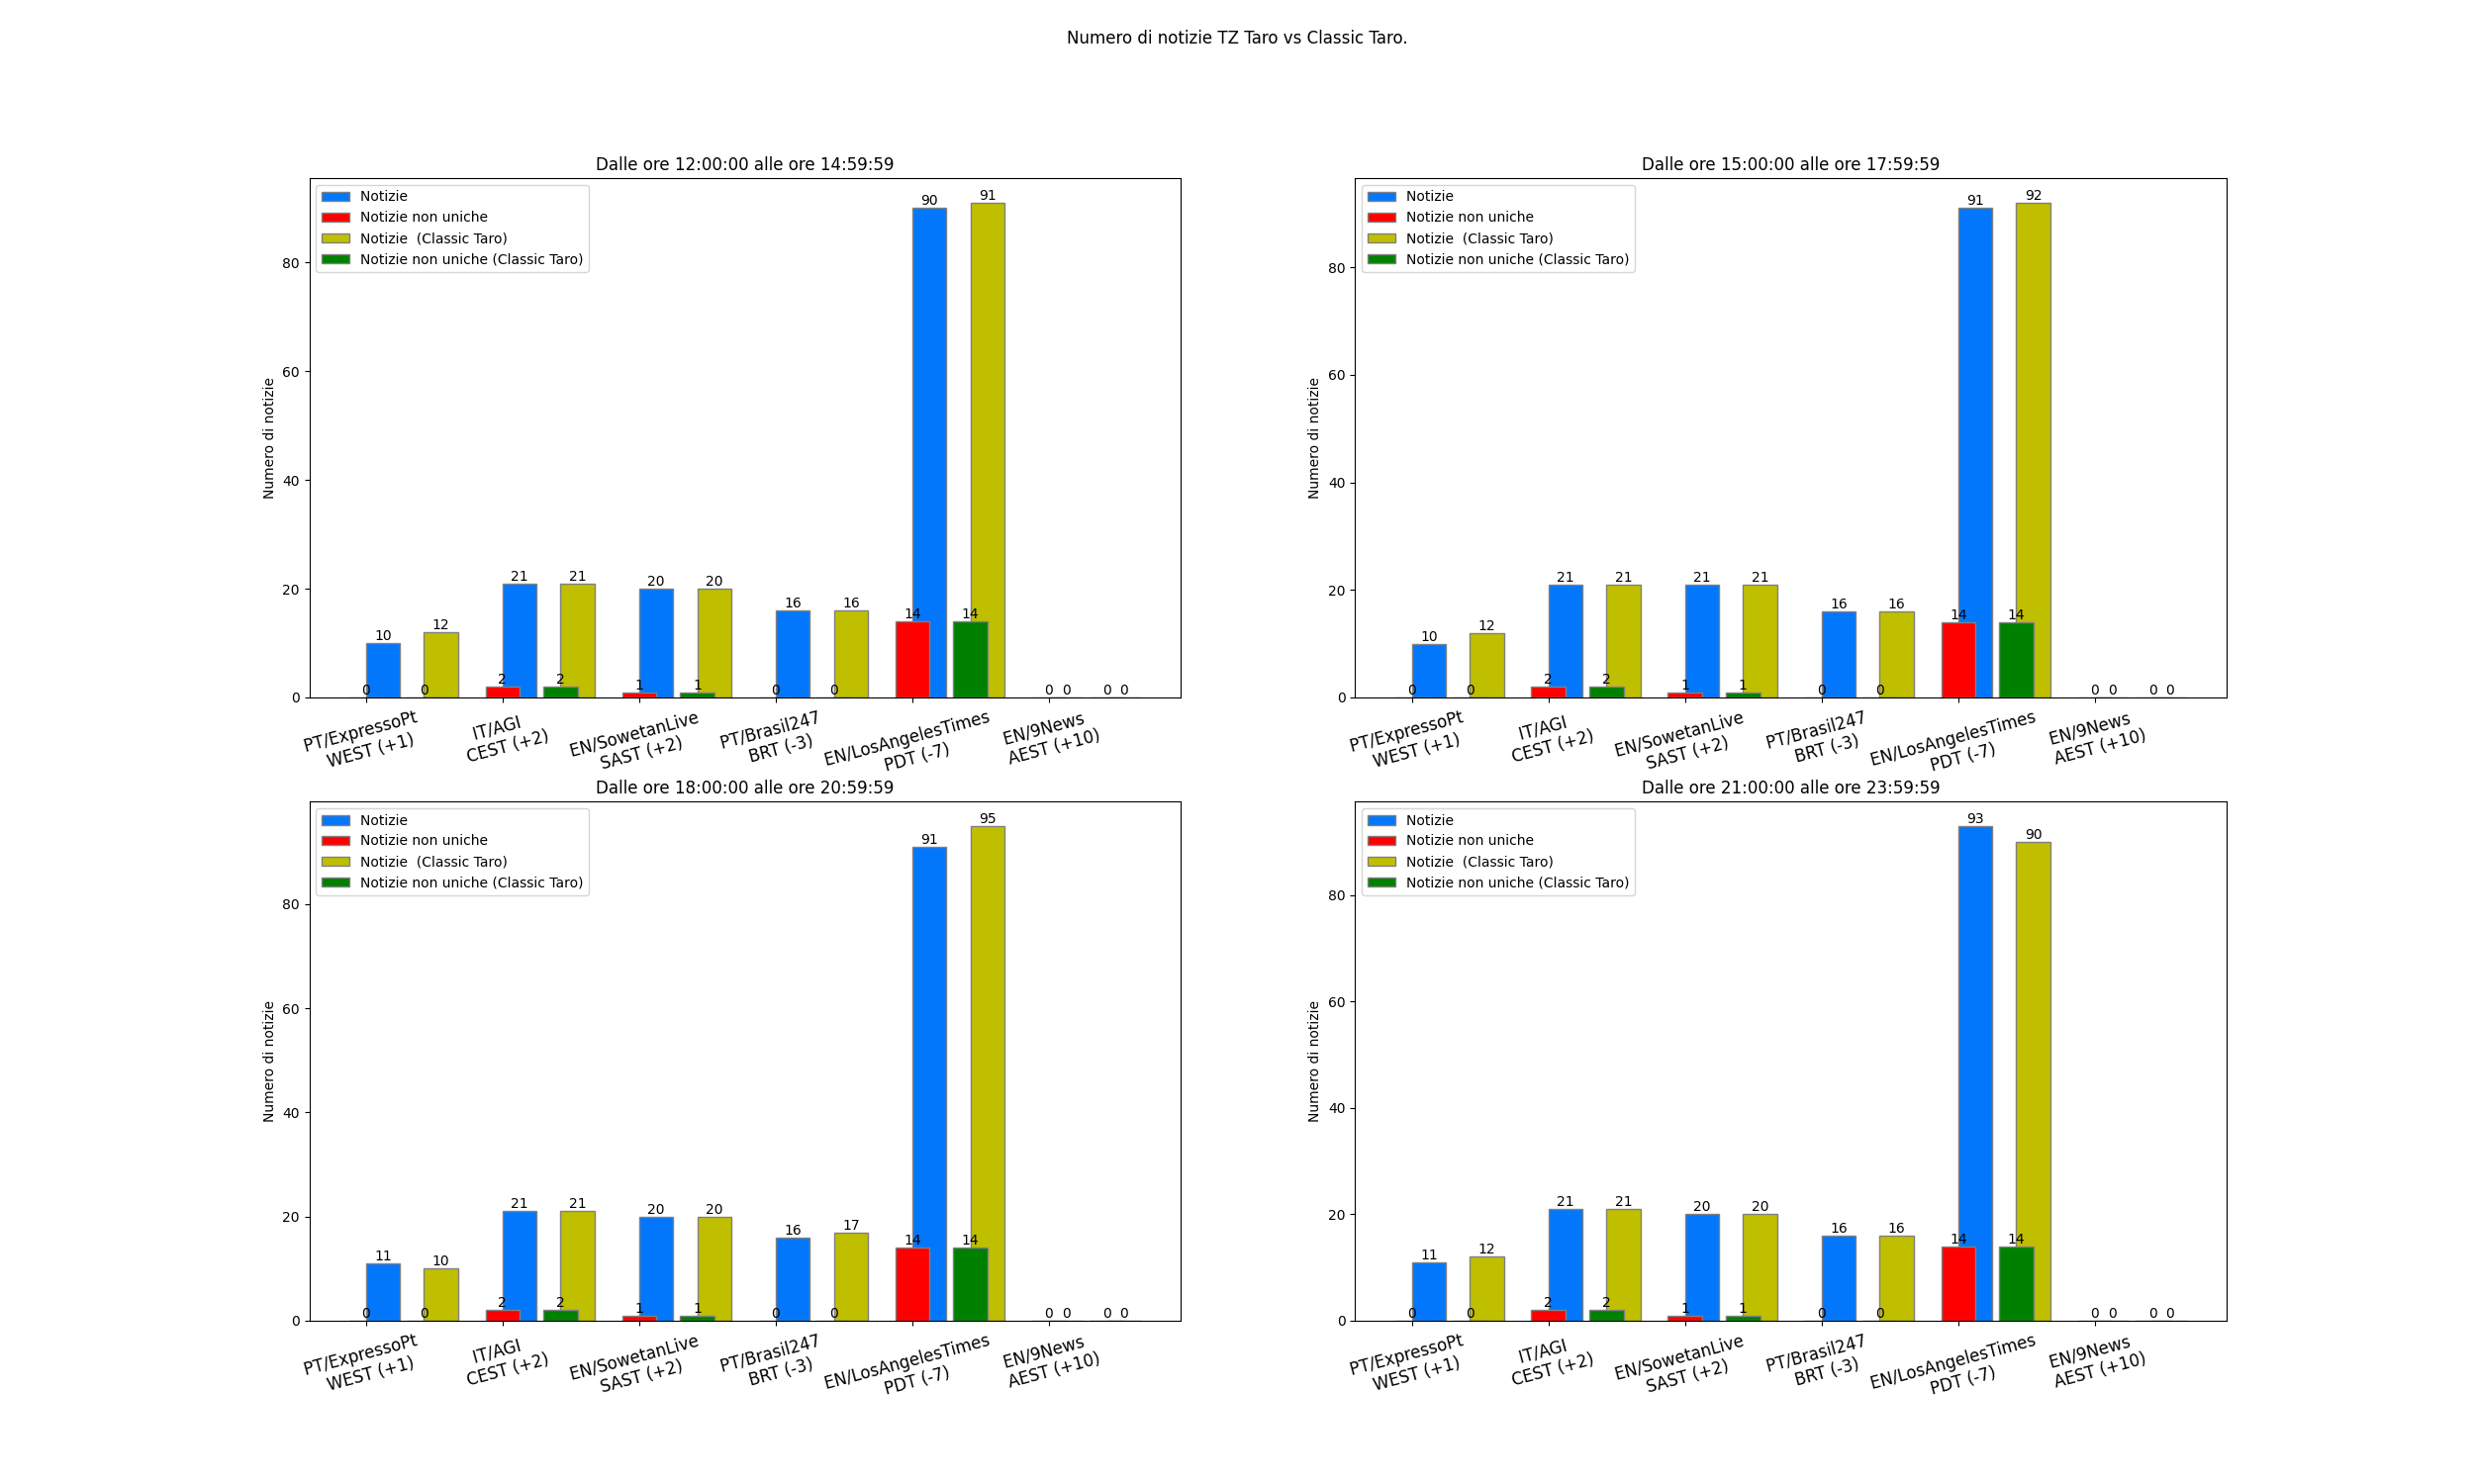 Numero di notizie TZ Taro vs Classic Taro.
Dalle ore 12:00:00 alle ore 14:59:59
Notizie
Notizie non uniche
Notizie  (Classic Taro)
Notizie non uniche (Classic Taro)
Numero di notizie
80
60
40
20
0
10
12
21
21
20
20
16
16
90
91
0
0
2
2
1
1
0
0
14
14
0 0
0 0
PT/ExpressoPt
WEST (+1)
IT/AGI
CEST (+2)
EN/SowetanLive
SAST (+2)
PT/Brasil247
BRT (-3)
EN/LosAngelesTimes
PDT (-7)
EN/9News
AEST (+10)
Dalle ore 15:00:00 alle ore 17:59:59
Notizie
Notizie non uniche
Notizie  (Classic Taro)
Notizie non uniche (Classic Taro)
Numero di notizie
80
60
40
20
0
10
12
21
21
21
21
16
16
91
92
0
0
2
2
1
1
0
0
14
14
0 0
0 0
PT/ExpressoPt
WEST (+1)
IT/AGI
CEST (+2)
EN/SowetanLive
SAST (+2)
PT/Brasil247
BRT (-3)
EN/LosAngelesTimes
PDT (-7)
EN/9News
AEST (+10)
Dalle ore 18:00:00 alle ore 20:59:59
Notizie
Notizie non uniche
Notizie  (Classic Taro)
Notizie non uniche (Classic Taro)
Numero di notizie
80
60
40
20
0
11
10
21
21
20
20
16
17
91
95
0
0
2
2
1
1
0
0
14
14
0 0
0 0
PT/ExpressoPt
WEST (+1)
IT/AGI
CEST (+2)
EN/SowetanLive
SAST (+2)
PT/Brasil247
BRT (-3)
EN/LosAngelesTimes
PDT (-7)
EN/9News
AEST (+10)
Dalle ore 21:00:00 alle ore 23:59:59
Notizie
Notizie non uniche
Notizie  (Classic Taro)
Notizie non uniche (Classic Taro)
Numero di notizie
80
60
40
20
0
11
12
21
21
20
20
16
16
93
90
0
0
2
2
1
1
0
0
14
14
0 0
0 0
PT/ExpressoPt
WEST (+1)
IT/AGI
CEST (+2)
EN/SowetanLive
SAST (+2)
PT/Brasil247
BRT (-3)
EN/LosAngelesTimes
PDT (-7)
EN/9News
AEST (+10)